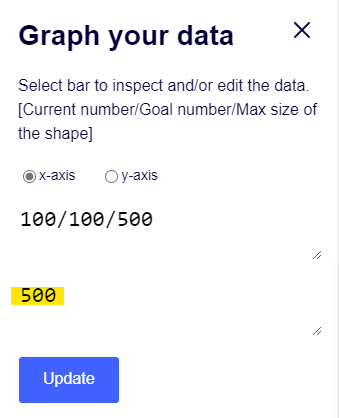 Graph your data
Select bar to inspect and/or edit the data.
[Current number/Goal number/Max size of
the shape]
x-axis y-axis
100/100/500
500
Update